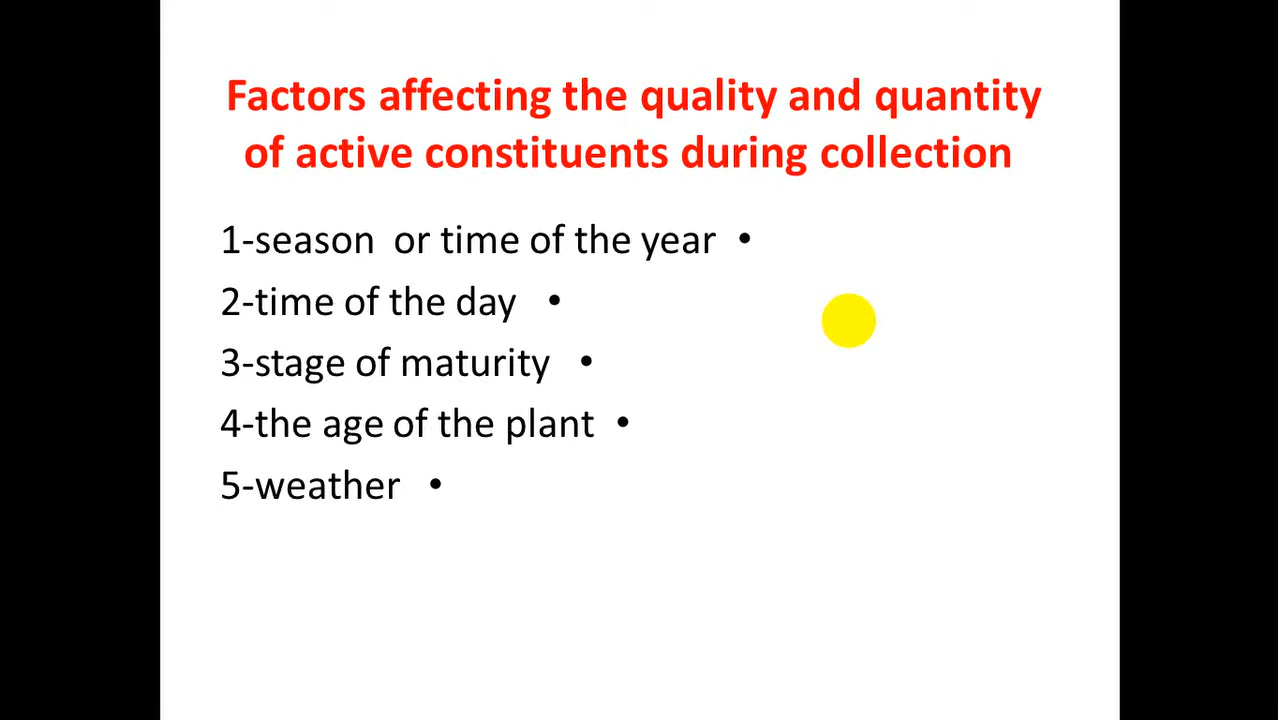 Factors affecting the quality and quantity
of active constituents during collection
1-season  or time of the year •
2-time of the day •
3-stage of maturity •
4-the age of the plant •
5-weather •